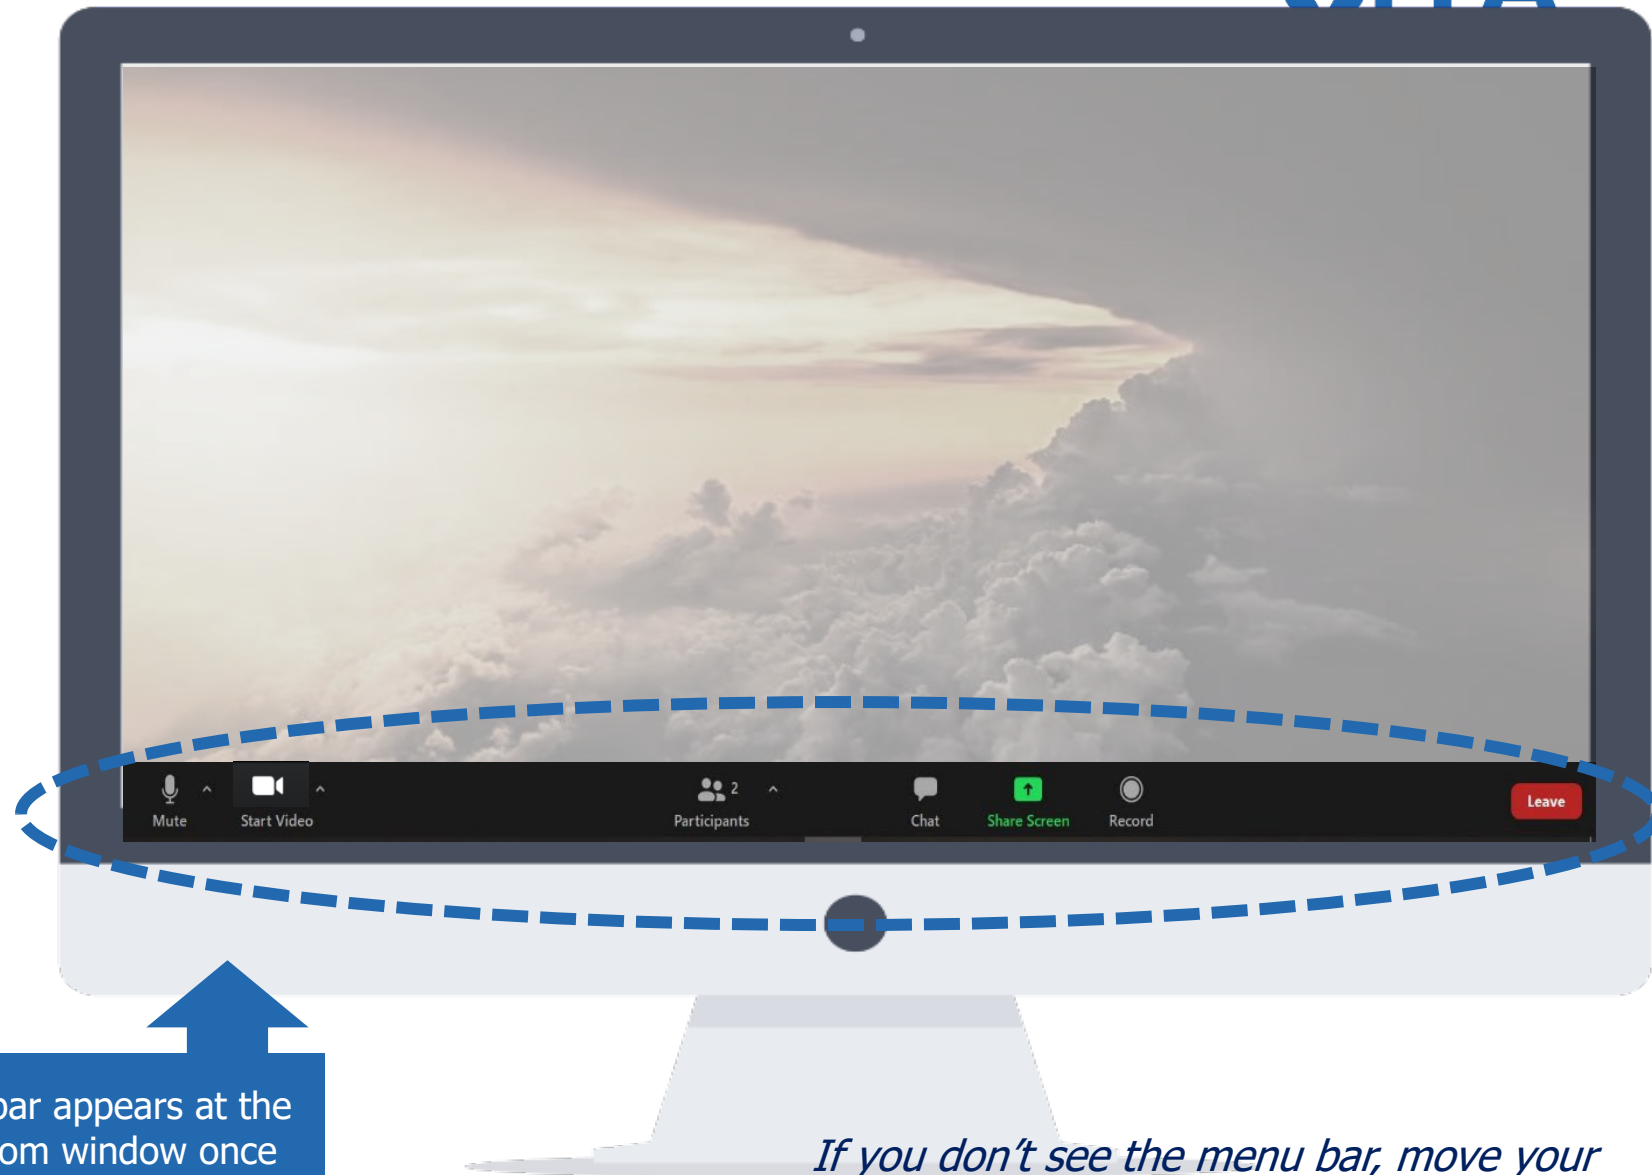 2
Mute
Start Video
Participants
Chat
Share Screen
Record
Leave
bar appears at the
om window once
If you don't see the menu bar, move your